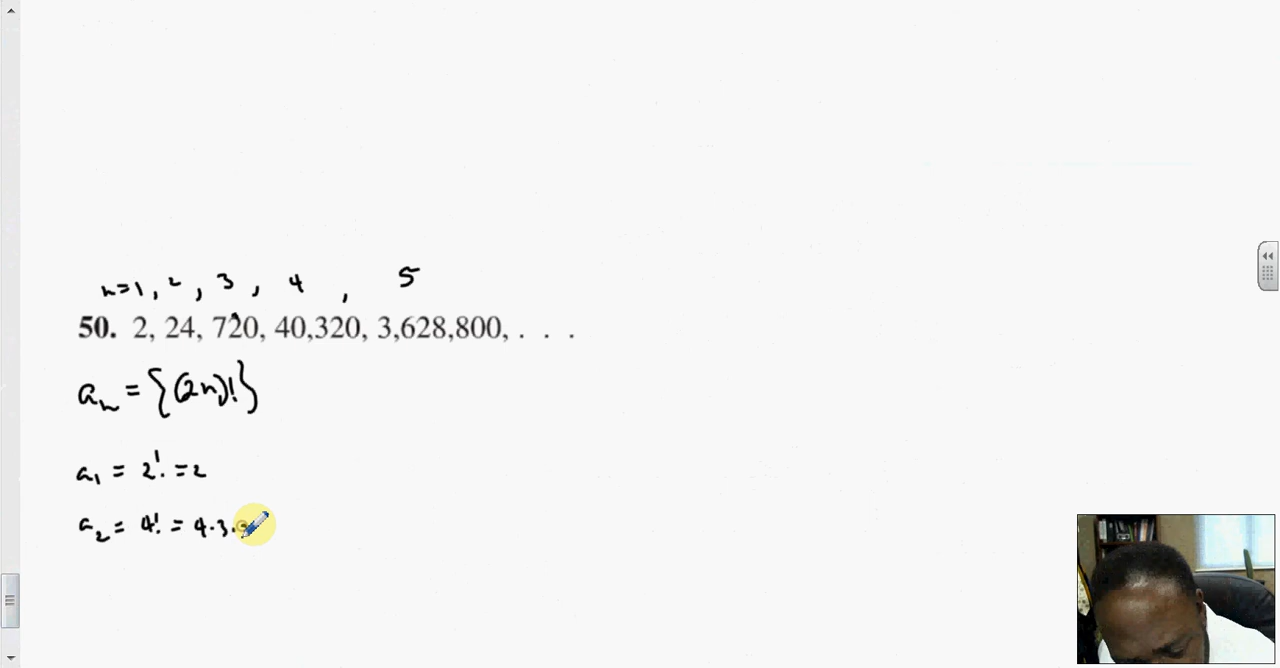 n=1, 2, 3, 4, 5
50. 2, 24, 720, 40,320, 3,628,800, . . .
aₙ = {(2n)!}
a₁ = 2! = 2
a₂ = 4! = 4·3·